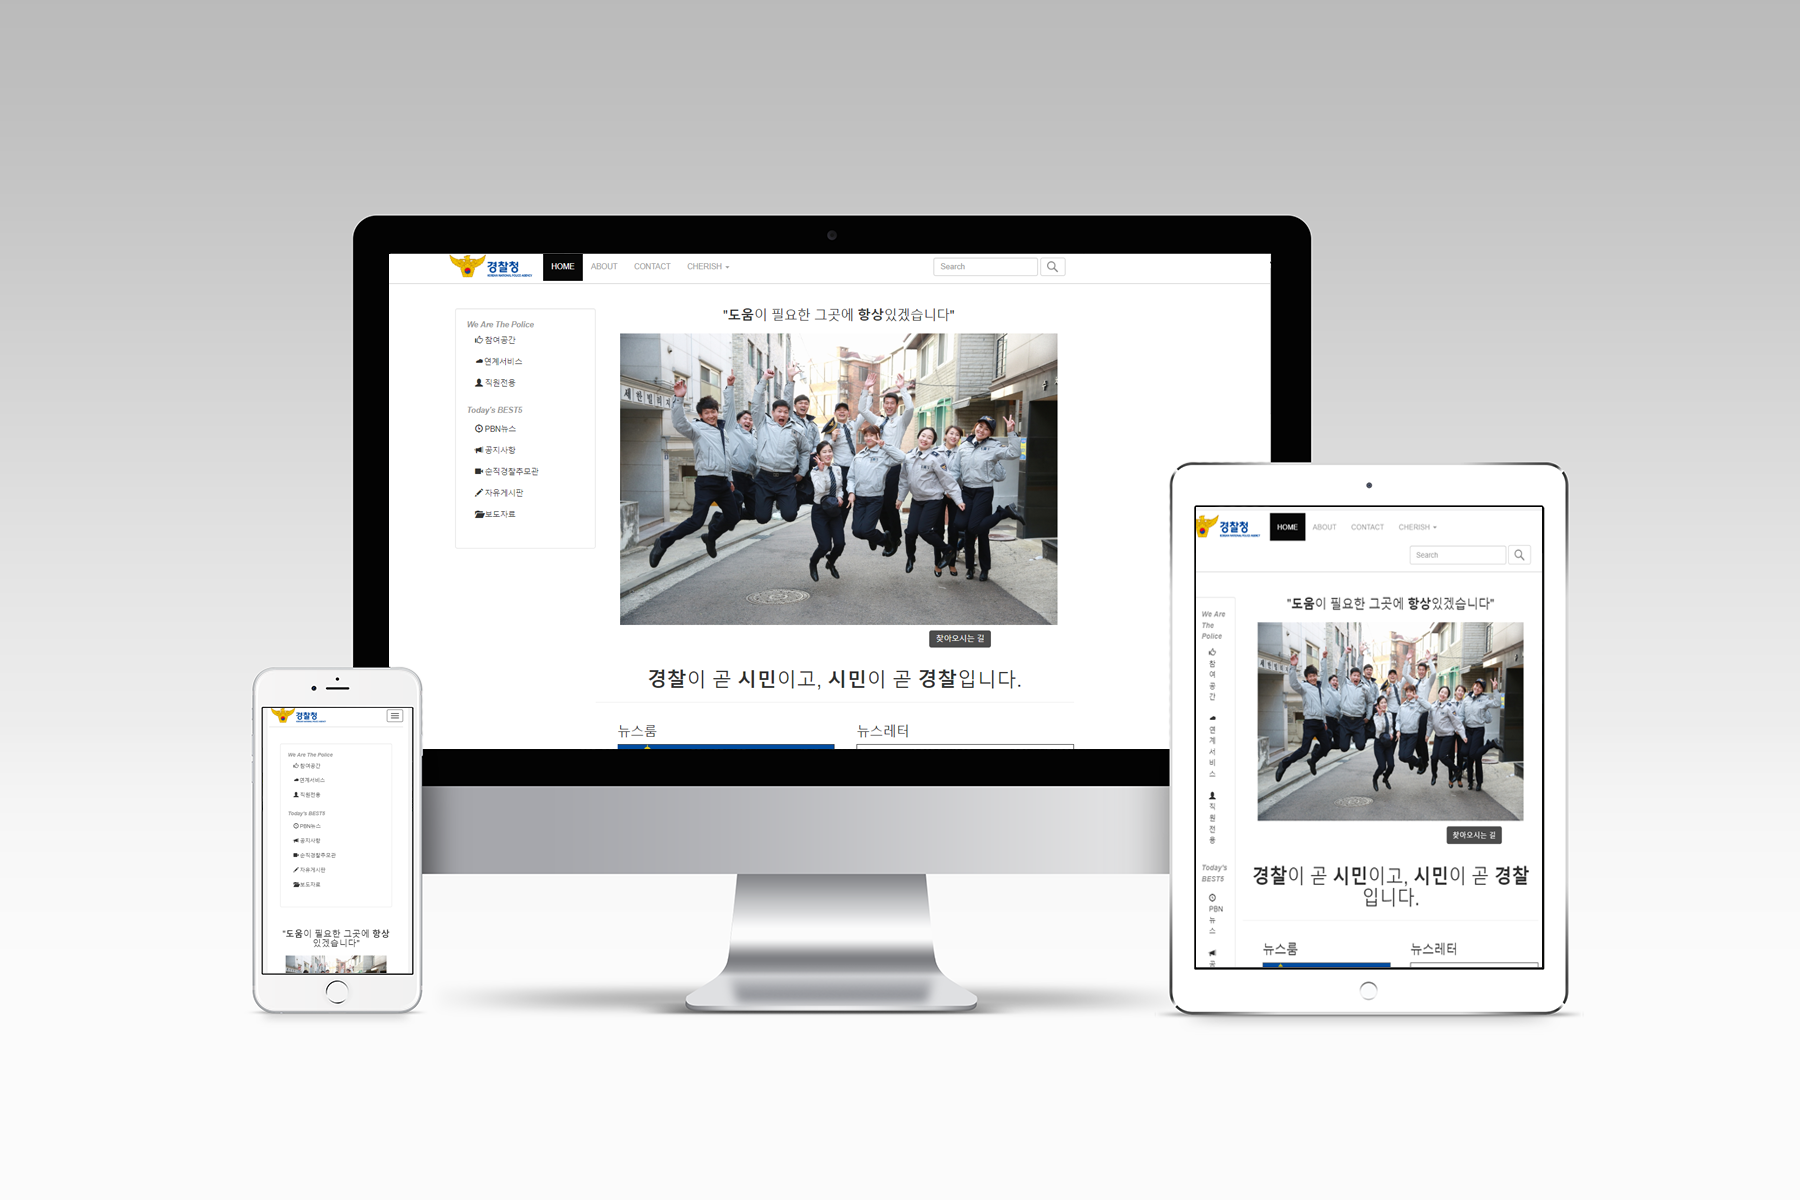 경찰청
KOREAN NATIONAL POLICE AGENCY
HOME ABOUT CONTACT CHERISH
Search
We Are The Police
참여공간
연계서비스
직원전용
Today's BEST5
PBN뉴스
공지사항
순직경찰추모관
자유게시판
보도자료
"도움이 필요한 그곳에 항상있겠습니다"
찾아오시는 길
경찰이 곧 시민이고, 시민이 곧 경찰입니다.
뉴스룸
뉴스레터
경찰청
We Are The Police
참여공간
연계서비스
직원전용
Today's BEST5
PBN뉴스
공지사항
순직경찰추모관
자유게시판
보도자료
"도움이 필요한 그곳에 항상
있겠습니다"
경찰청
KOREAN NATIONAL POLICE AGENCY
HOME ABOUT CONTACT CHERISH
Search
We Are
The
Police
참
여
공
간
연
계
서
비
스
직
원
전
용
Today's
BEST5
PBN
뉴
스
공
"도움이 필요한 그곳에 항상있겠습니다"
찾아오시는 길
경찰이 곧 시민이고, 시민이 곧 경찰
입니다.
뉴스룸
뉴스레터